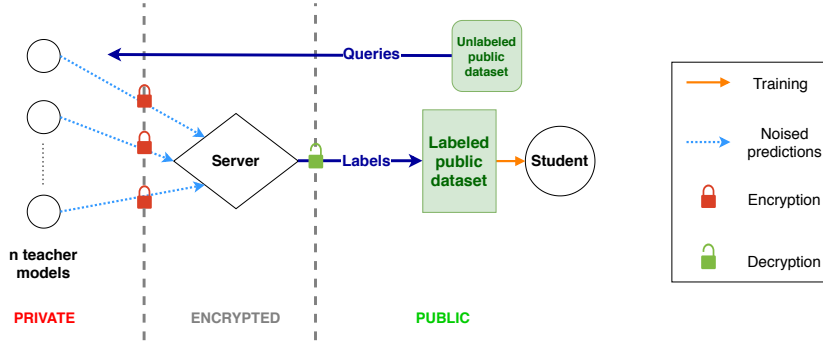 Queries
Unlabeled
public
dataset
Training
Noised
predictions
Encryption
Decryption
Server
Labels
Labeled
public
dataset
Student
n teacher
models
PRIVATE
ENCRYPTED
PUBLIC